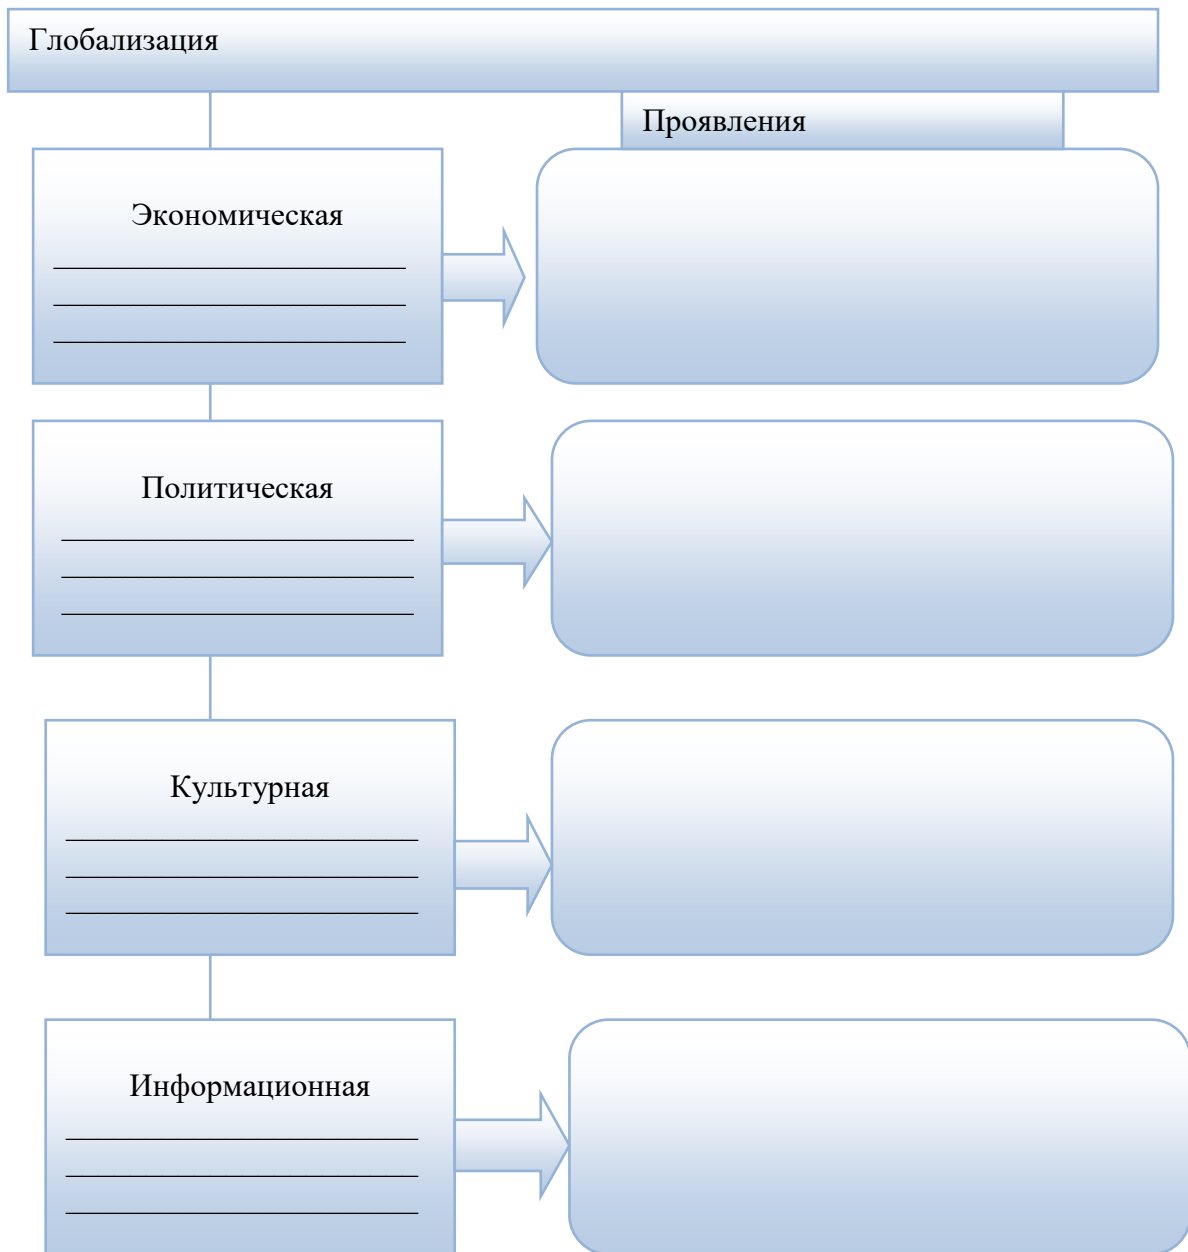 Глобализация
Проявления
Экономическая
Политическая
Культурная
Информационная